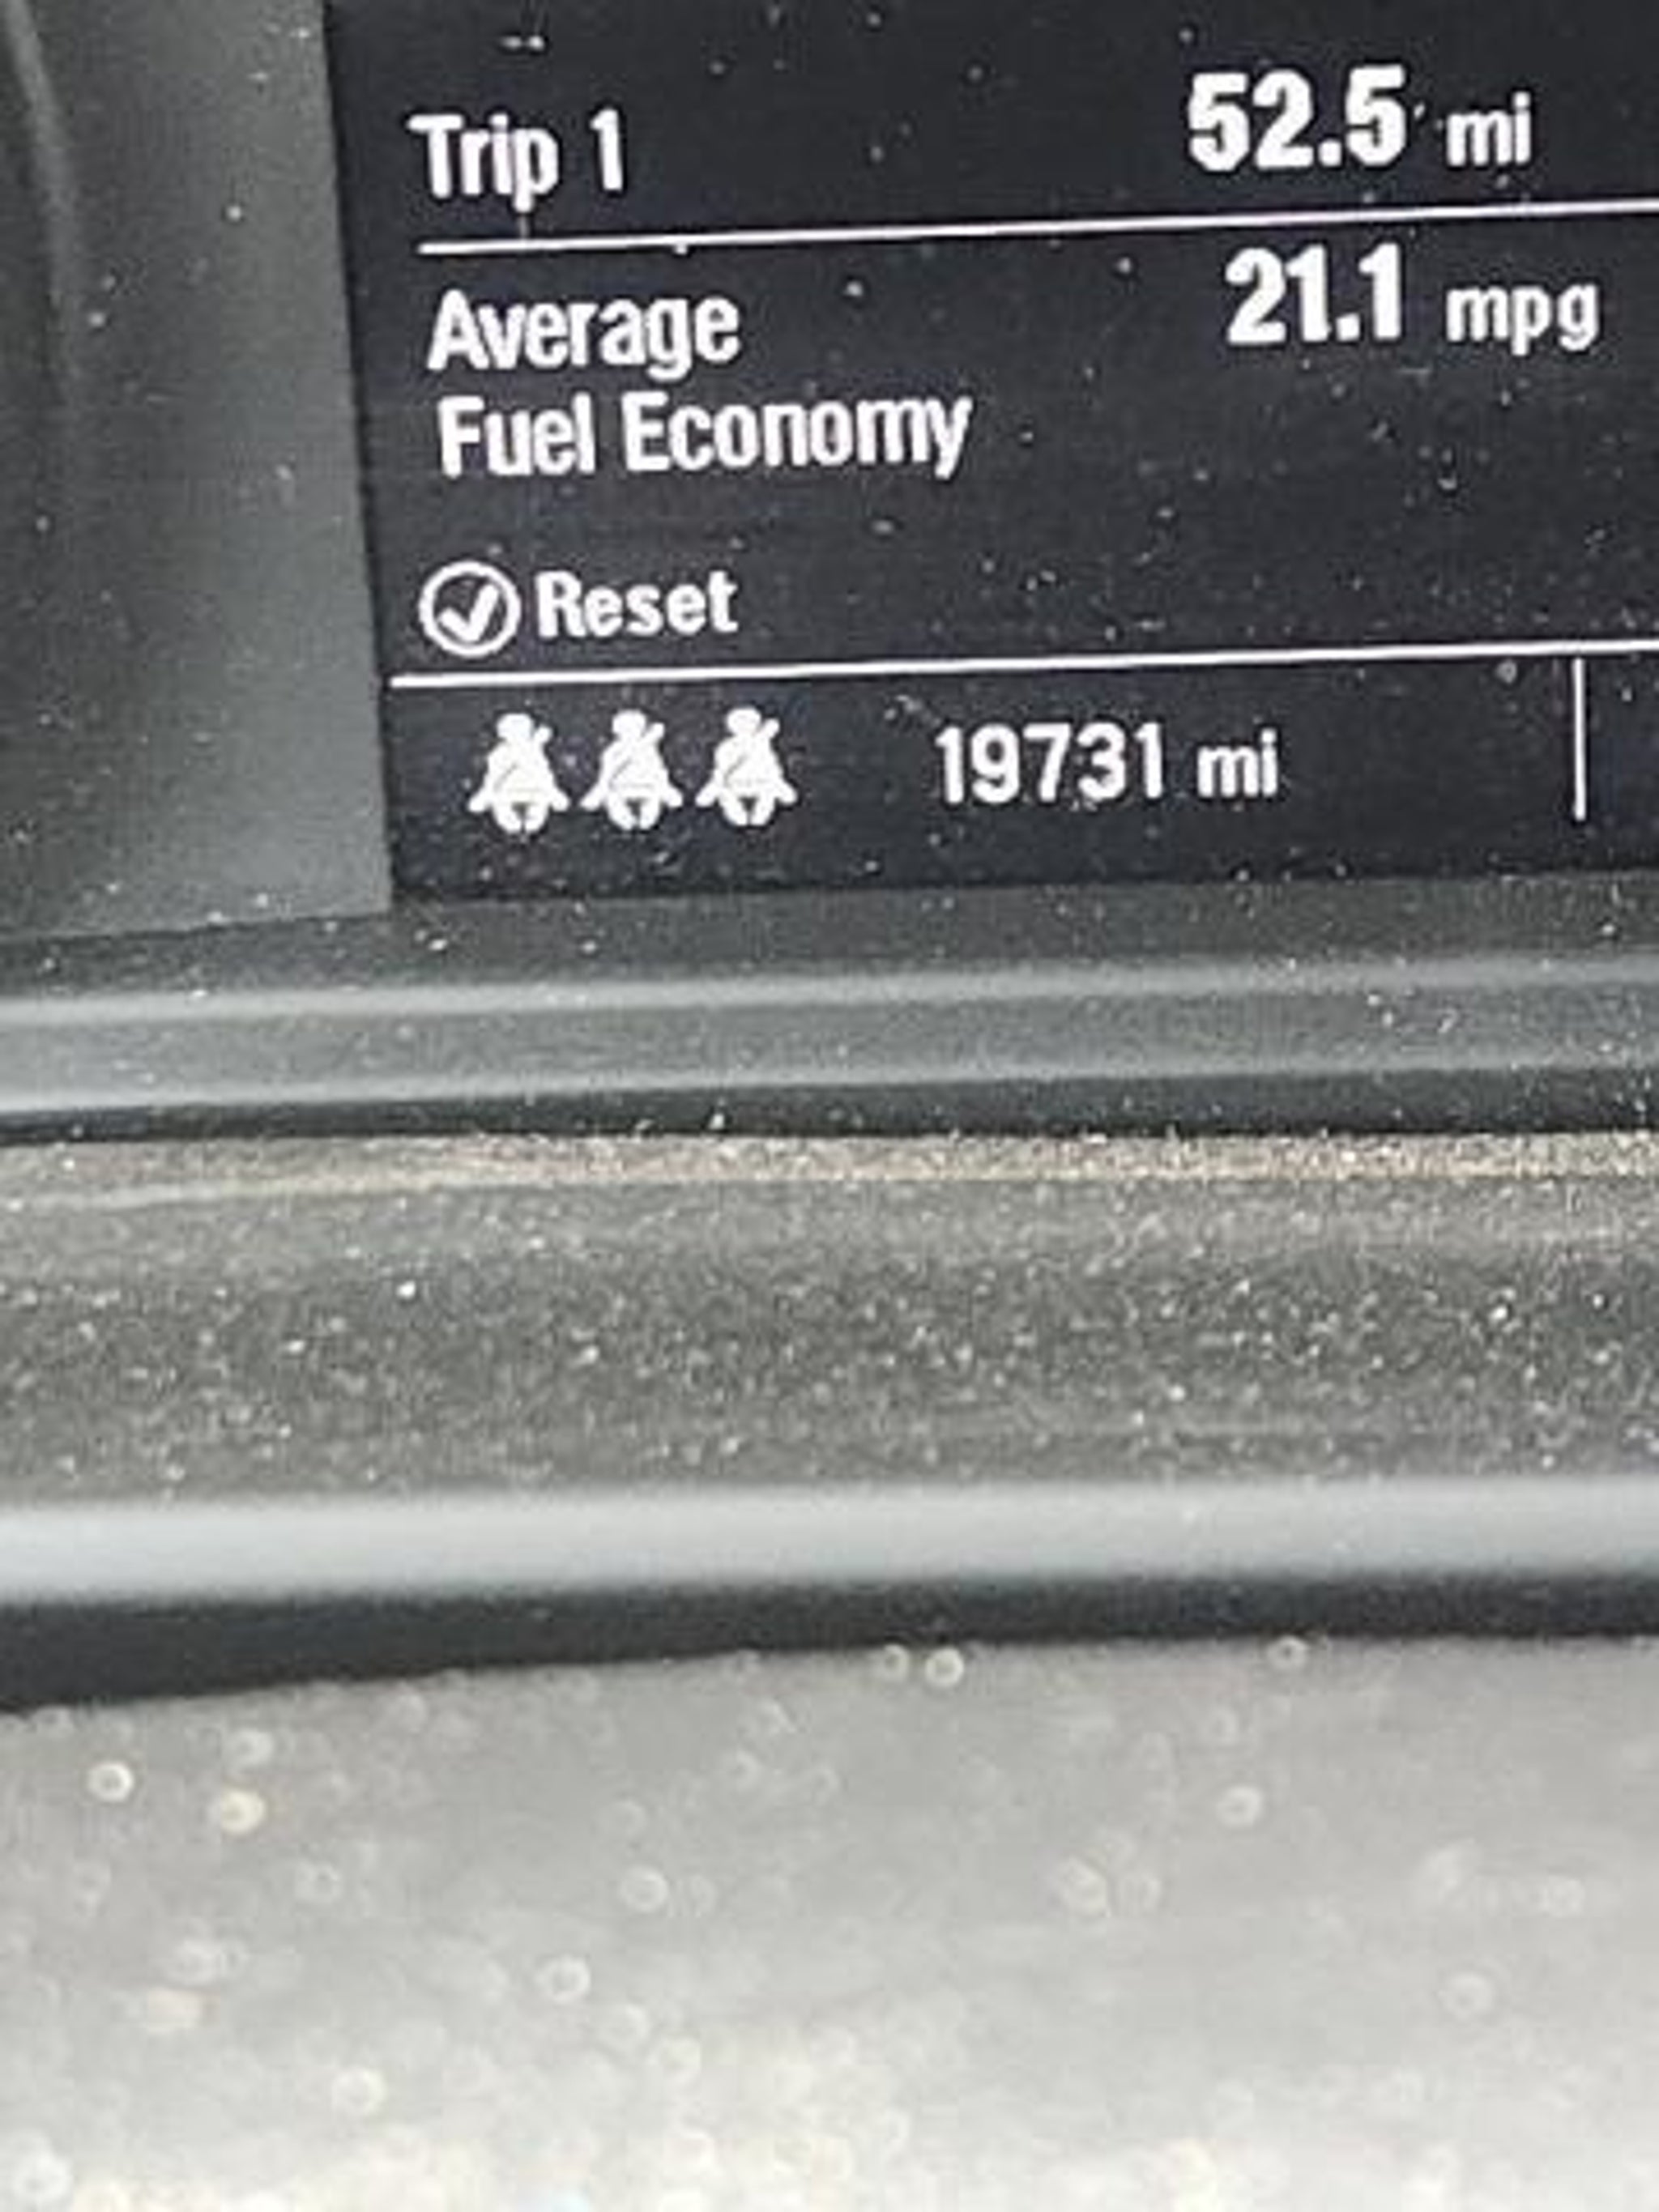 Trip 1 52.5 mi
Average 21.1 mpg
Fuel Economy
Reset
19731 mi